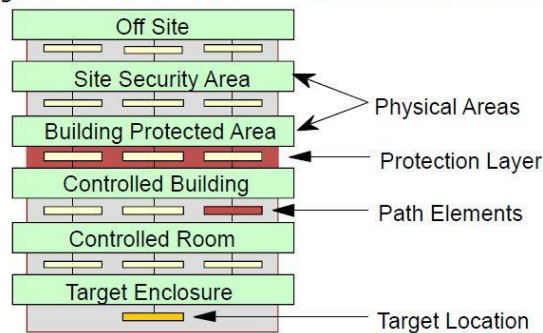 Off Site
Site Security Area
Physical Areas
Building Protected Area
Protection Layer
Controlled Building
Path Elements
Controlled Room
Target Enclosure
Target Location